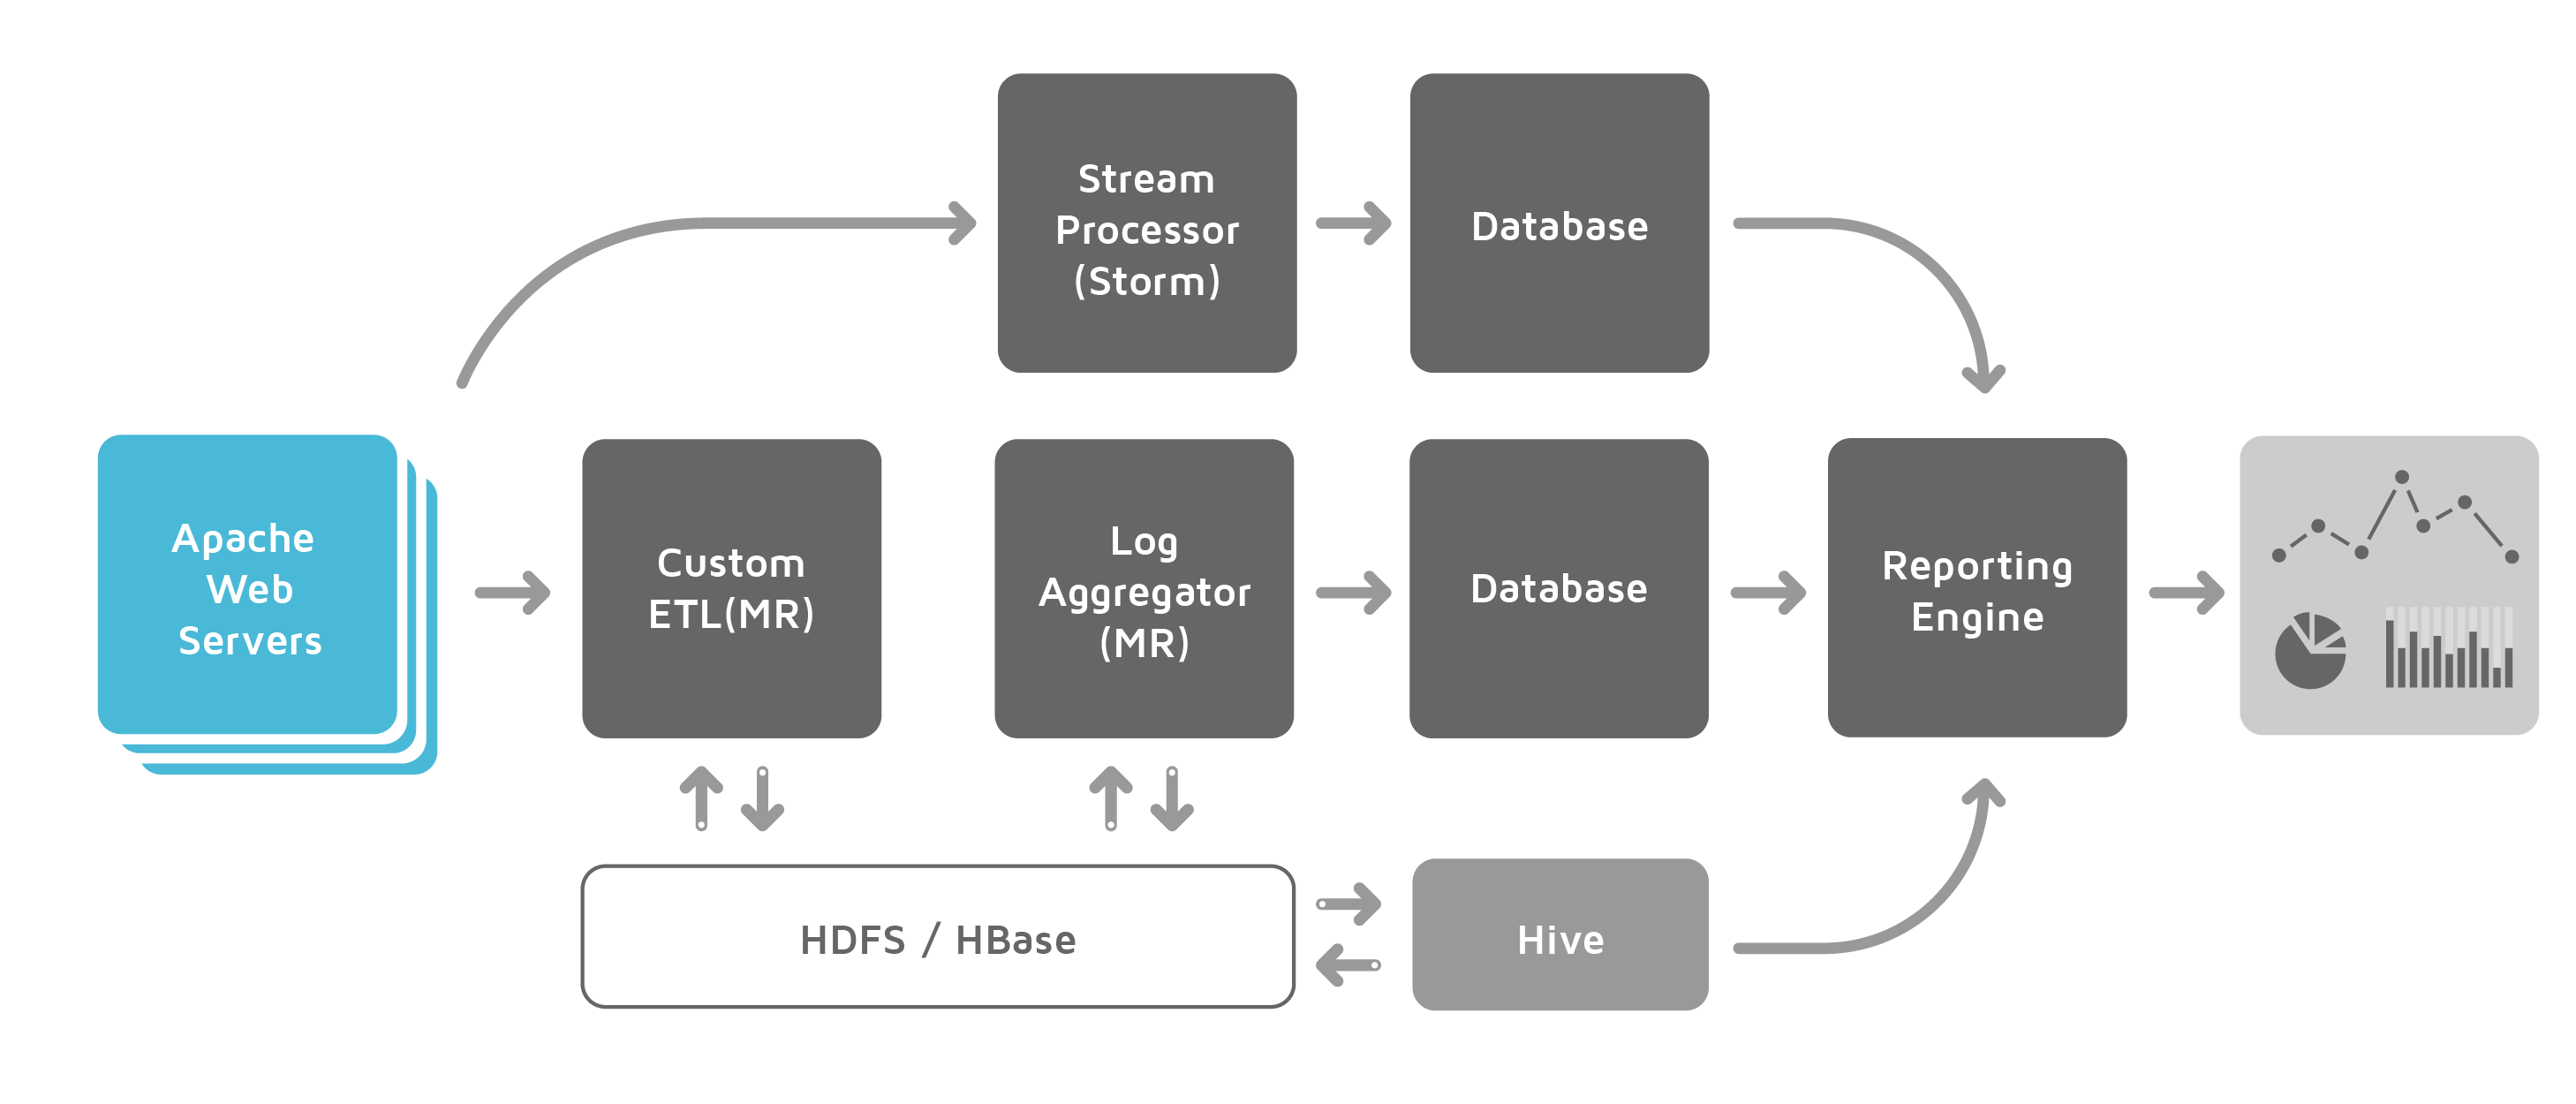 Stream
Processor
(Storm)
Database
Apache
Web
Servers
Custom
ETL(MR)
Log
Aggregator
(MR)
Database
Reporting
Engine
HDFS / HBase
Hive